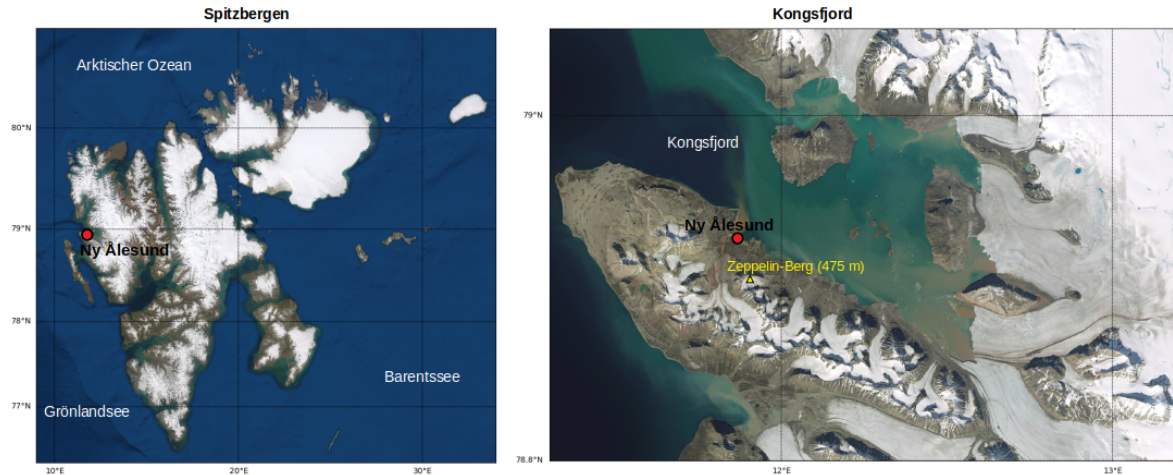 Spitzbergen
Arktischer Ozean
80°N
79°N
Ny Ålesund
78°N
Barentssee
77°N
Grönlandsee
10°E 20°E 30°E
Kongsfjord
79°N
Kongsfjord
Ny Ålesund
Zeppelin-Berg (475 m)
78.8°N
12°E 13°E